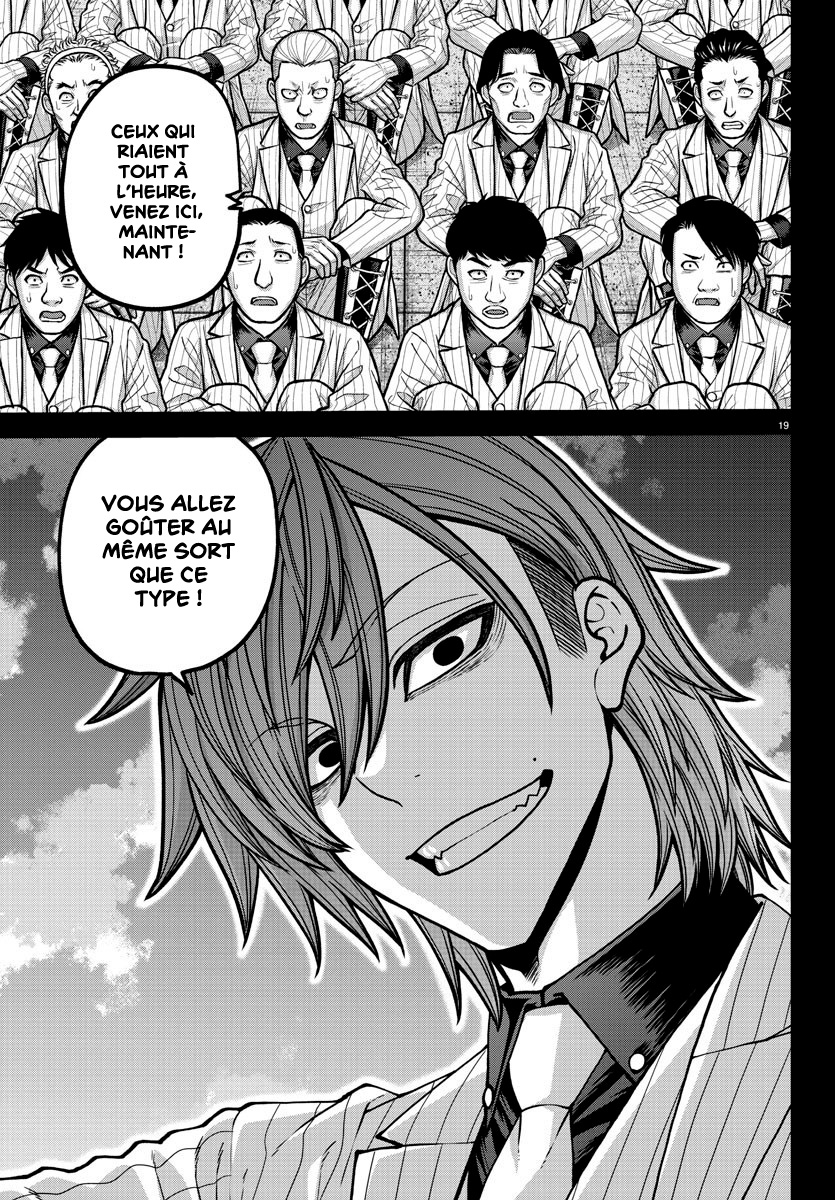 CEUX QUI
RIAIENT
TOUT À
L'HEURE,
VENEZ ICI,
MAINTE-
NANT !
19
VOUS ALLEZ
GOÛTER AU
MÊME SORT
QUE CE
TYPE !